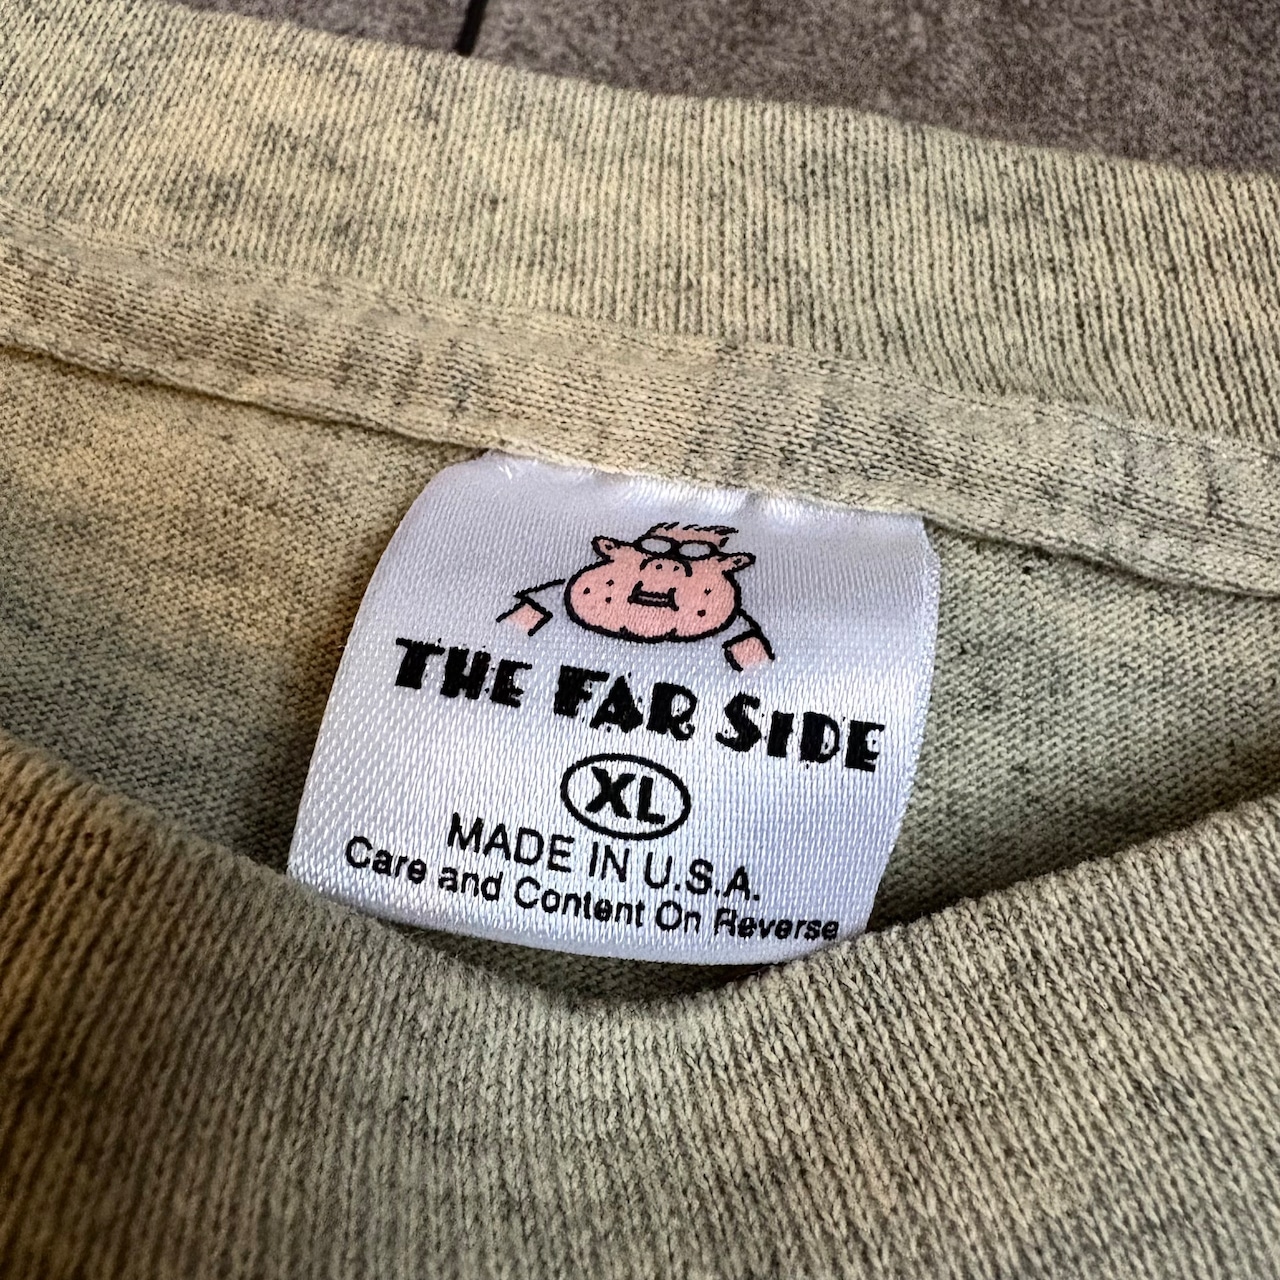 THE FAR SIDE
XL
MADE IN U.S.A.
Care and Content On Reverse